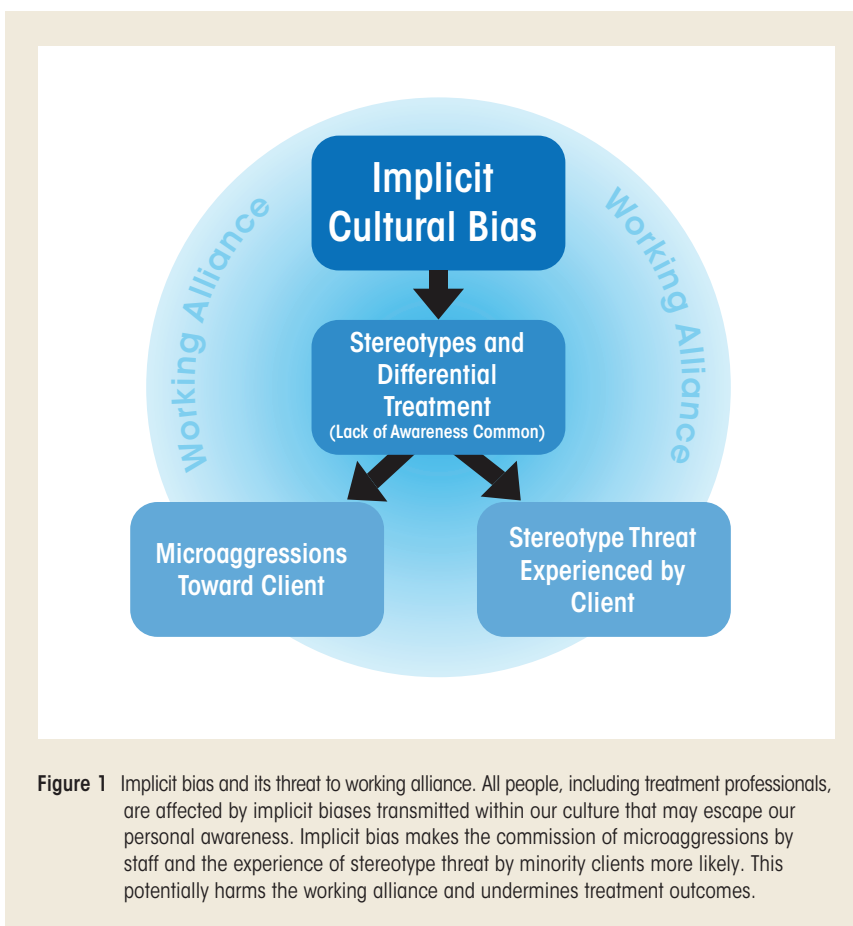 Implicit
Cultural Bias
Working Alliance
Working Alliance
Stereotypes and
Differential
Treatment
(Lack of Awareness Common)
Microaggressions
Toward Client
Stereotype Threat
Experienced by
Client
Figure 1 Implicit bias and its threat to working alliance. All people, including treatment professionals,
are affected by implicit biases transmitted within our culture that may escape our
personal awareness. Implicit bias makes the commission of microaggressions by
staff and the experience of stereotype threat by minority clients more likely. This
potentially harms the working alliance and undermines treatment outcomes.